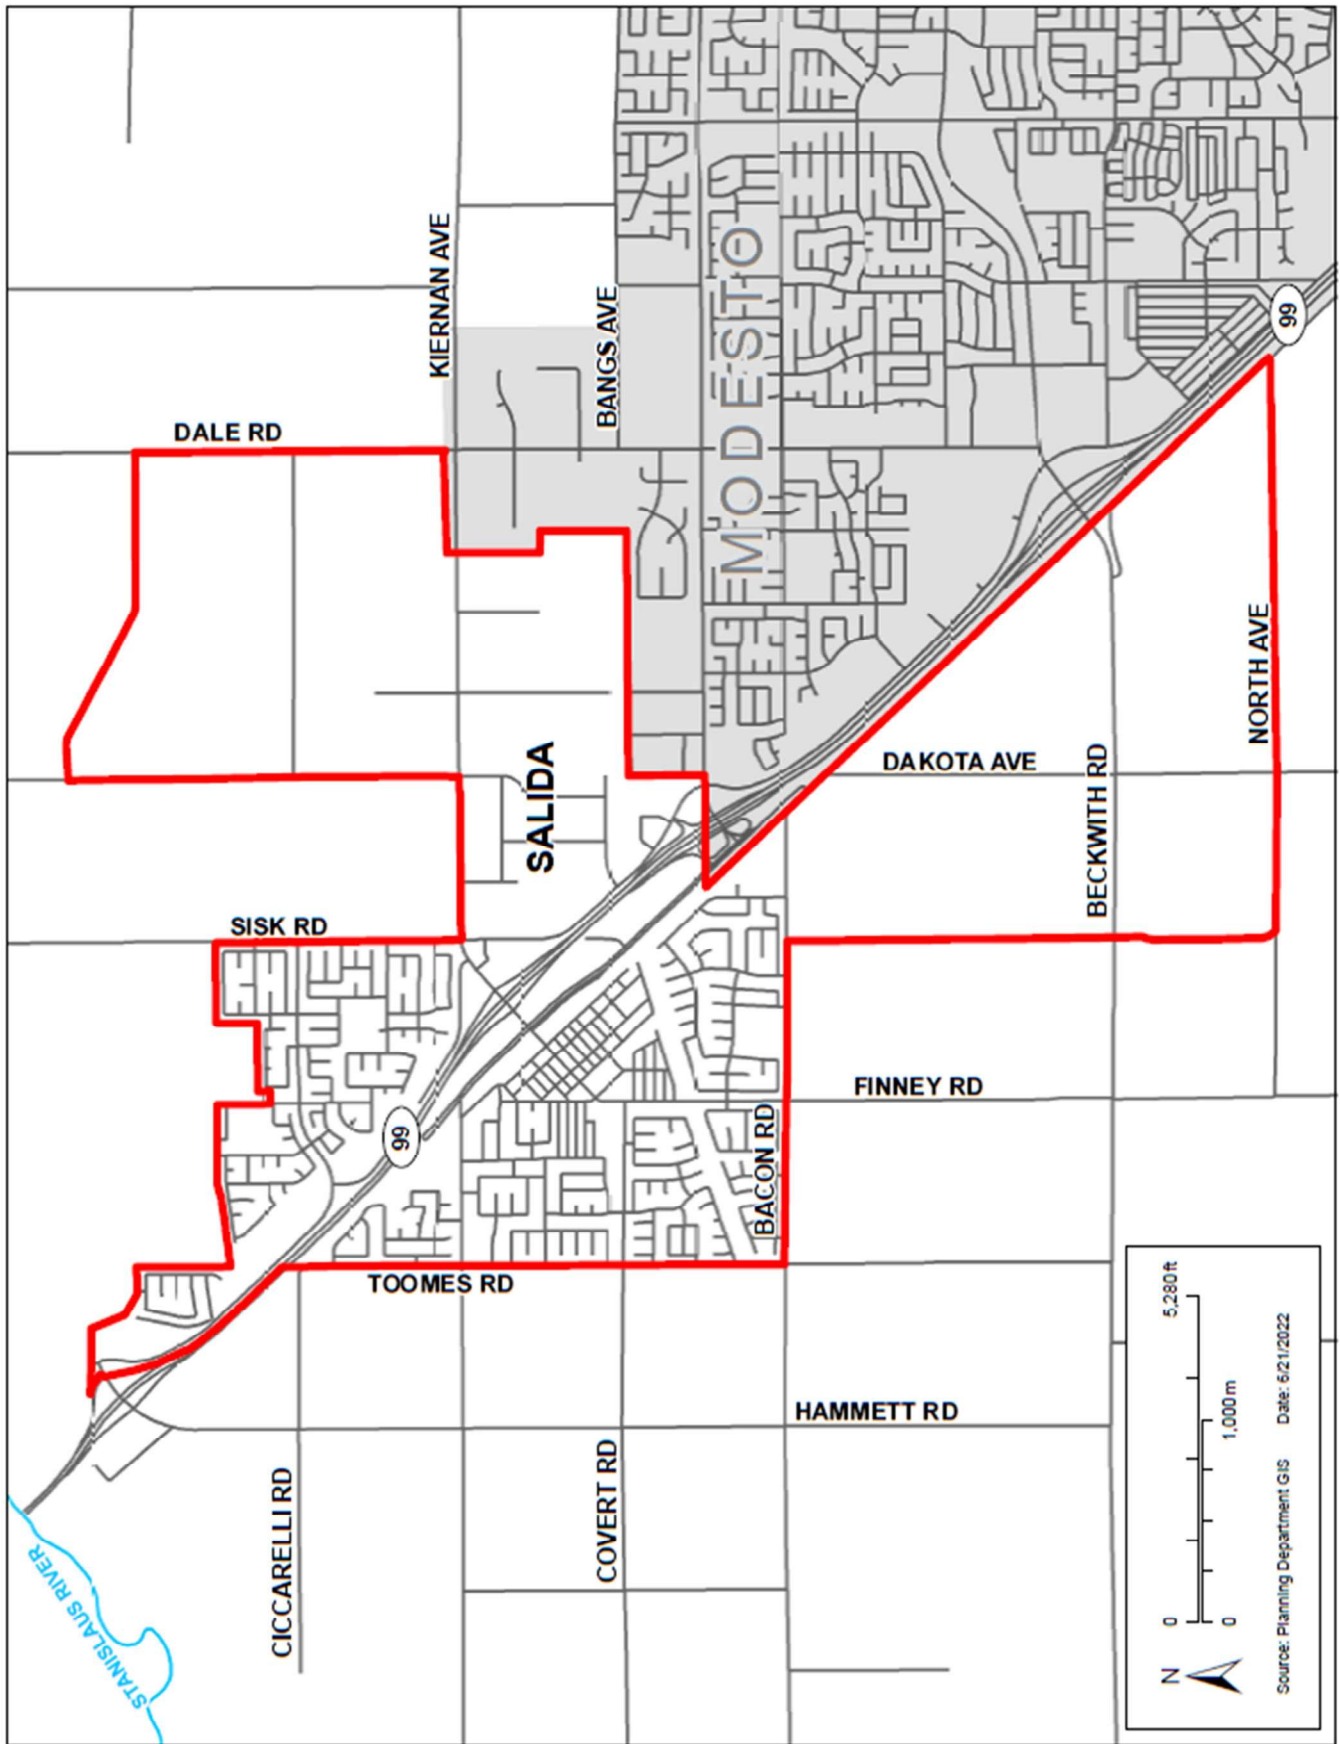 STANISLAUS RIVER
CICCARELLI RD
TOOMES RD
SISK RD
DALE RD
99
KIERNAN AVE
SALIDA
COVERT RD
BANGS AVE
MODESTO
BACON RD
HAMMETT RD
FINNEY RD
DAKOTA AVE
BECKWITH RD
NORTH AVE
99
N
0 5,280 ft
0 1,000 m
Source: Planning Department GIS Date: 6/21/2022